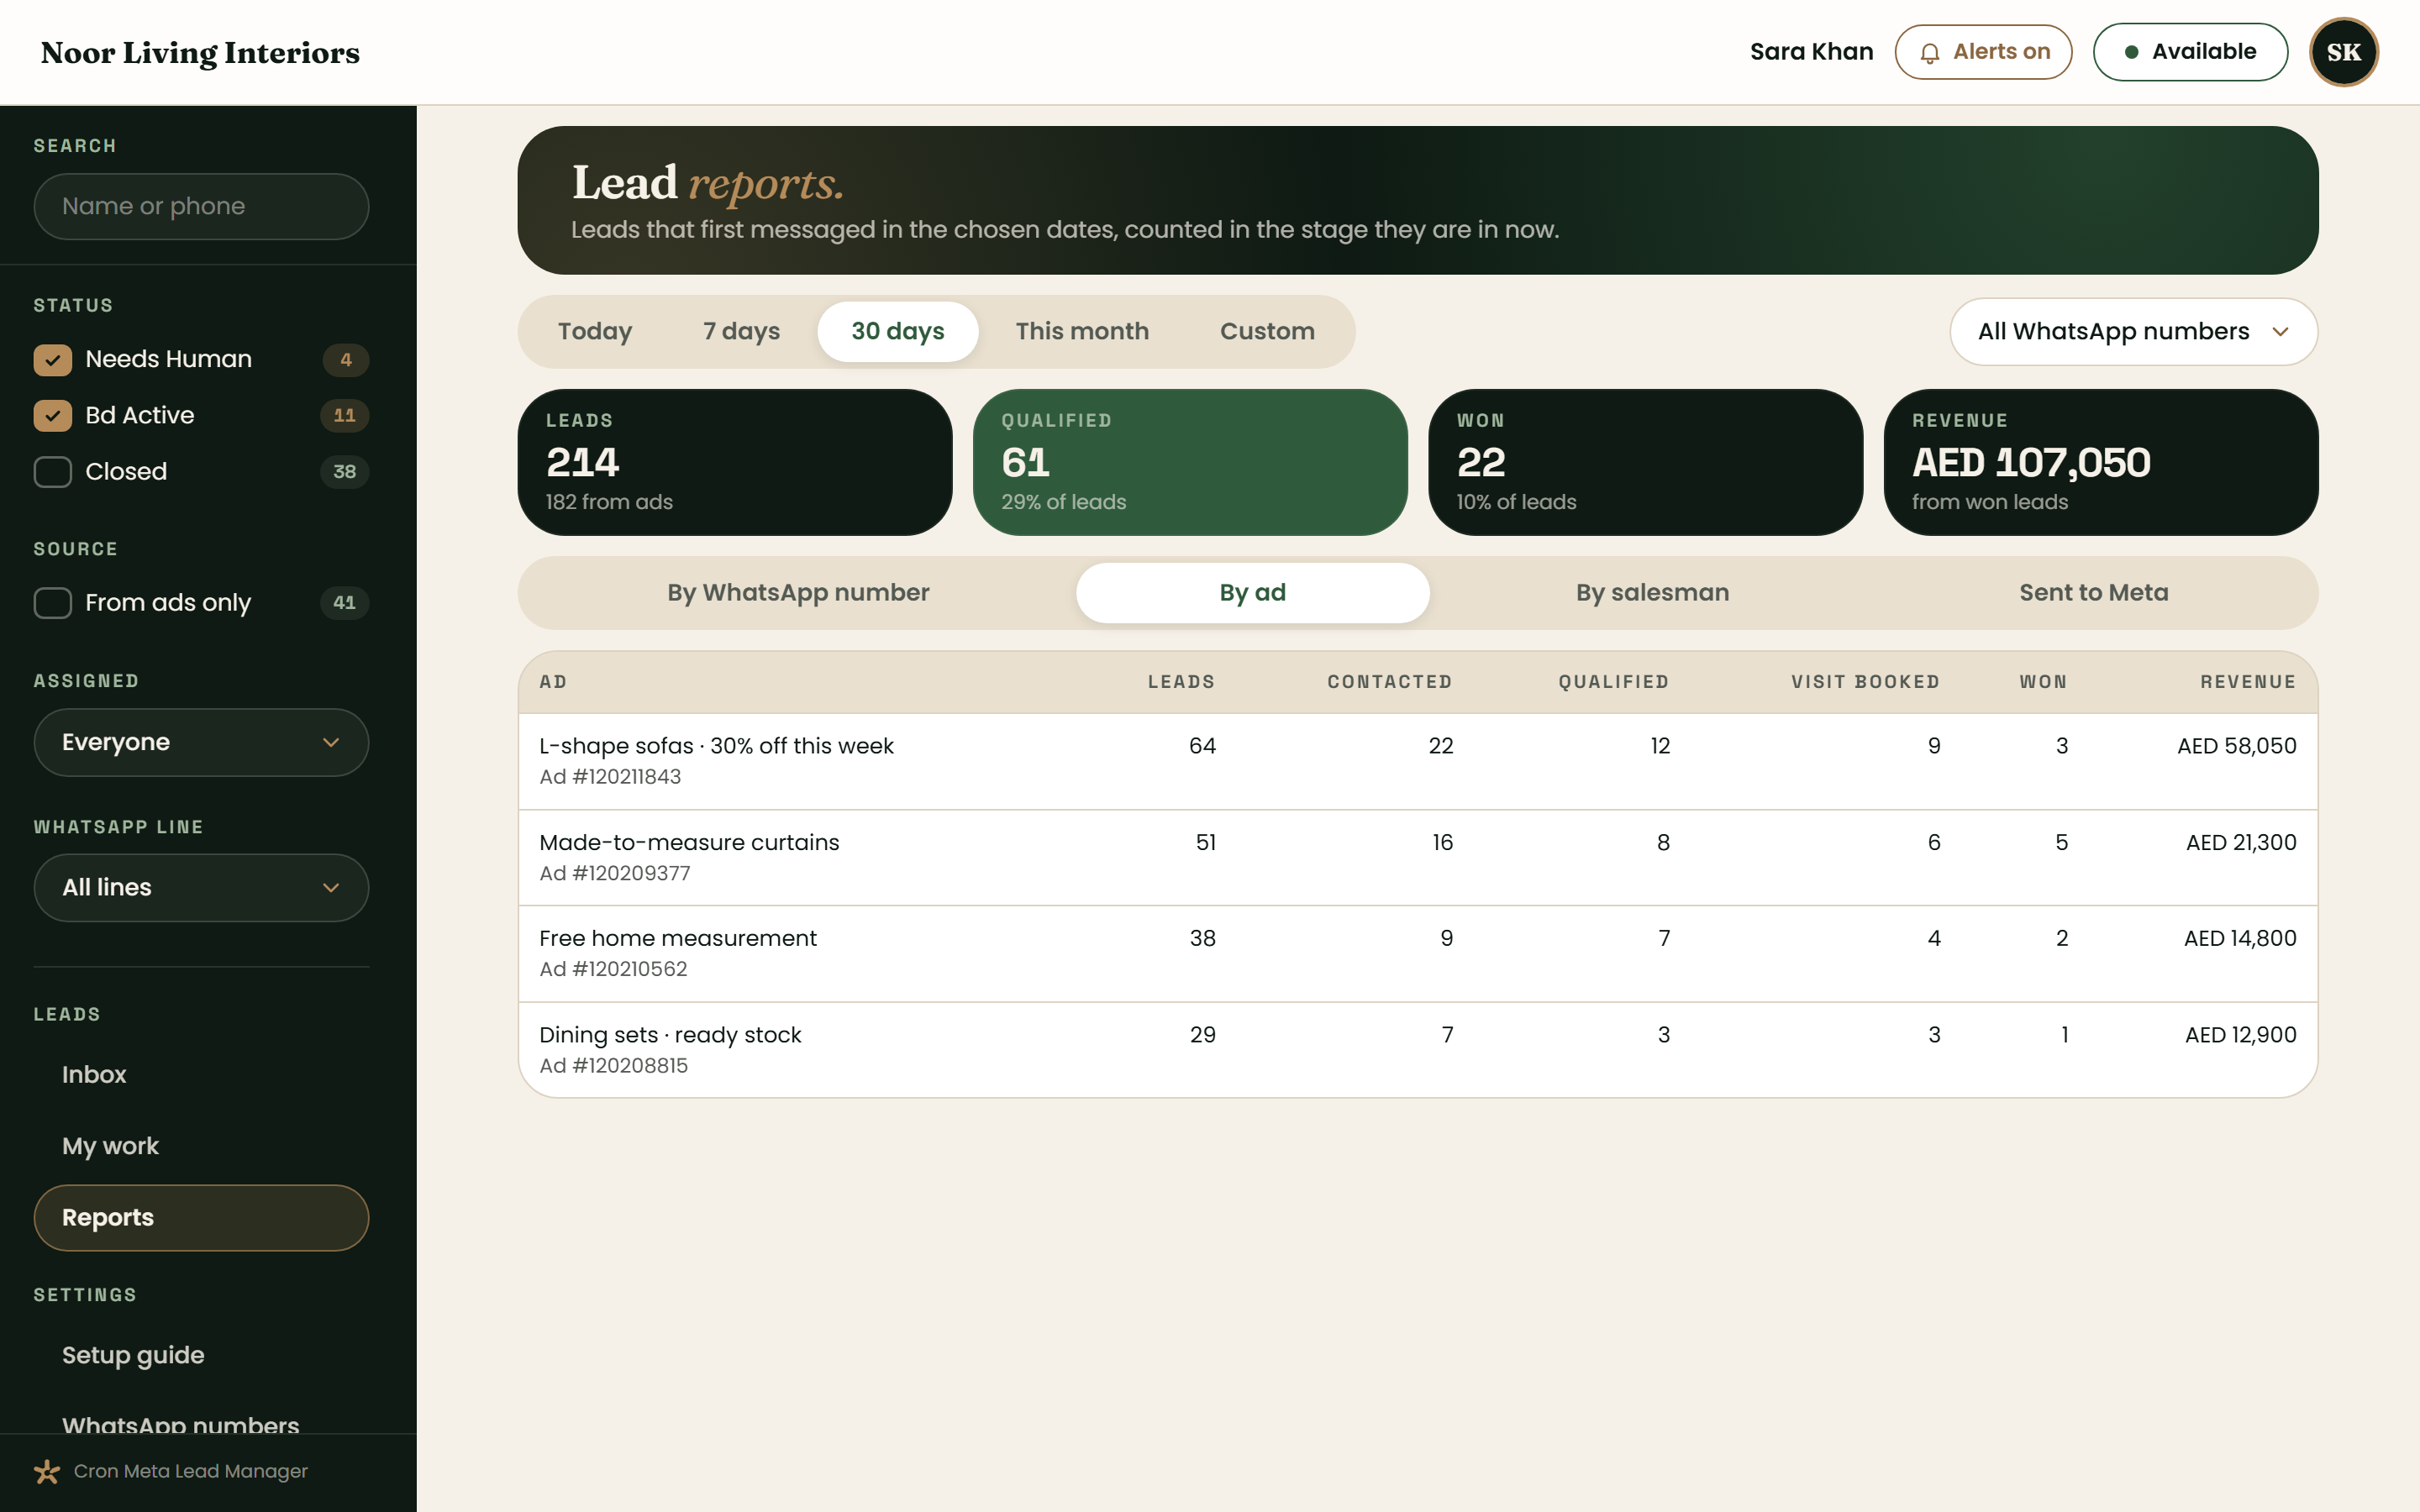 Noor Living Interiors
Sara Khan
Alerts on
Available
SK
SEARCH
Name or phone
STATUS
Needs Human 4
Bd Active 11
Closed 38
SOURCE
From ads only 41
ASSIGNED
Everyone
WHATSAPP LINE
All lines
LEADS
Inbox
My work
Reports
SETTINGS
Setup guide
WhatsApp numbers
Cron Meta Lead Manager
Lead reports.
Leads that first messaged in the chosen dates, counted in the stage they are in now.
Today 7 days 30 days This month Custom
All WhatsApp numbers
LEADS
214
182 from ads
QUALIFIED
61
29% of leads
WON
22
10% of leads
REVENUE
AED 107,050
from won leads
By WhatsApp number By ad By salesman Sent to Meta
AD LEADS CONTACTED QUALIFIED VISIT BOOKED WON REVENUE
L-shape sofas · 30% off this week 64 22 12 9 3 AED 58,050
Ad #120211843
Made-to-measure curtains 51 16 8 6 5 AED 21,300
Ad #120209377
Free home measurement 38 9 7 4 2 AED 14,800
Ad #120210562
Dining sets · ready stock 29 7 3 3 1 AED 12,900
Ad #120208815